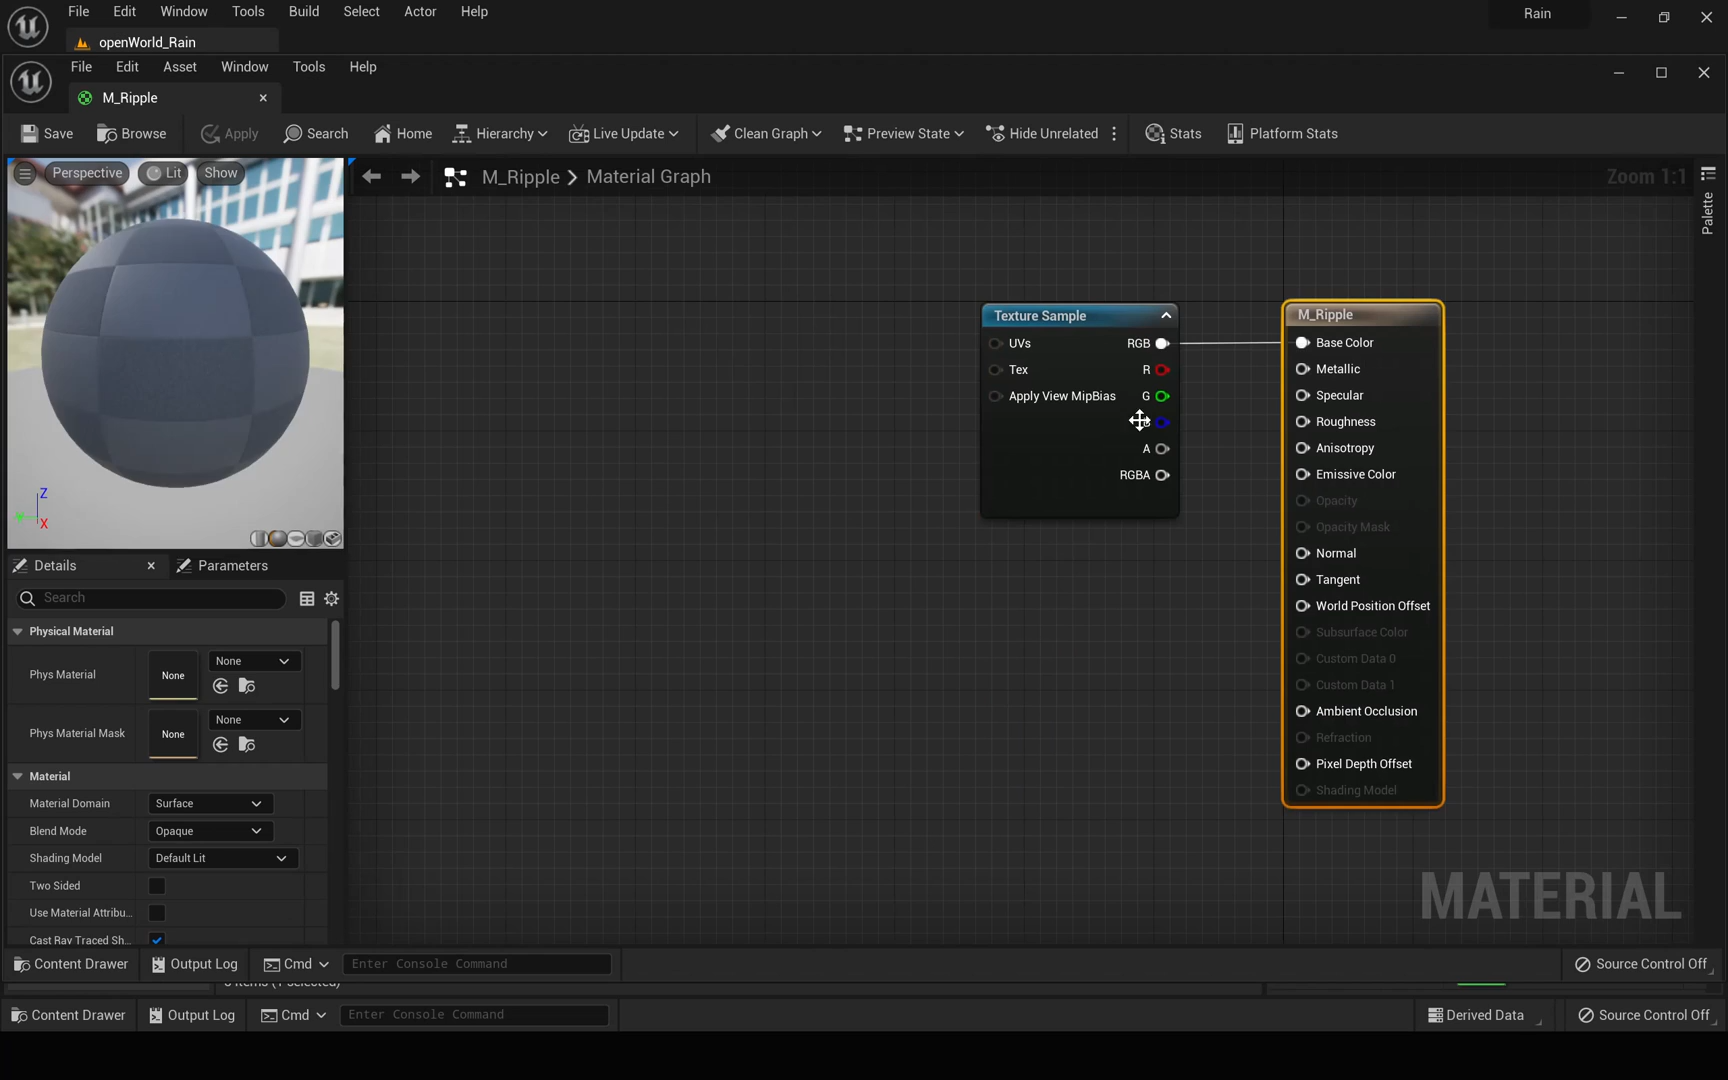 File Edit Window Tools Build Select Actor Help Rain
openWorld_Rain
File Edit Asset Window Tools Help
M_Ripple
Save Browse Apply Search Home Hierarchy Live Update Clean Graph Preview State Hide Unrelated Stats Platform Stats
Perspective Lit Show
M_Ripple > Material Graph
Zoom 1:1
Palette
Texture Sample
UVs RGB
Tex R
Apply View MipBias G
A
RGBA
M_Ripple
Base Color
Metallic
Specular
Roughness
Anisotropy
Emissive Color
Opacity
Opacity Mask
Normal
Tangent
World Position Offset
Subsurface Color
Custom Data 0
Custom Data 1
Ambient Occlusion
Refraction
Pixel Depth Offset
Shading Model
Z
X
Details Parameters
Search
Physical Material
Phys Material None None
Phys Material Mask None None
Material
Material Domain Surface
Blend Mode Opaque
Shading Model Default Lit
Two Sided
Use Material Attribu...
Cast Ray Traced Sh...
MATERIAL
Content Drawer Output Log Cmd Enter Console Command Source Control Off
Content Drawer Output Log Cmd Enter Console Command Derived Data Source Control Off